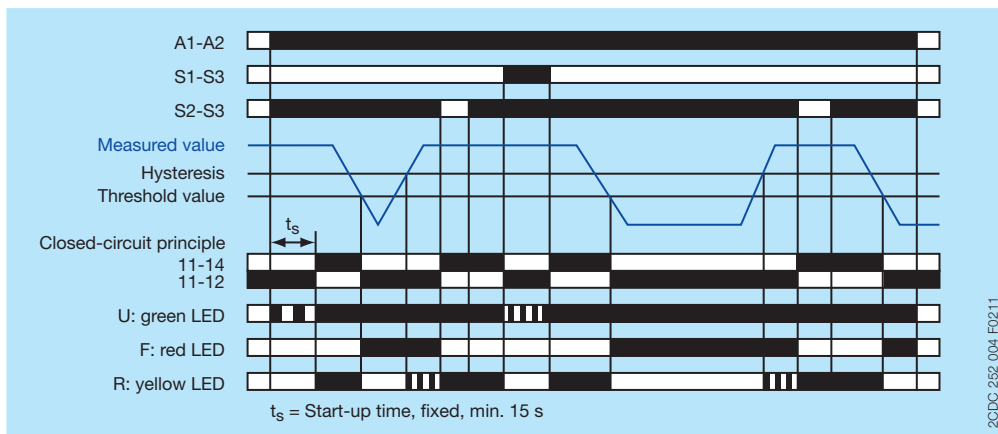 A1-A2
S1-S3
S2-S3
Measured value
Hysteresis
Threshold value
ts
Closed-circuit principle
11-14
11-12
U: green LED
F: red LED
R: yellow LED
ts = Start-up time, fixed, min. 15 s
2CDC 252 004 F0211